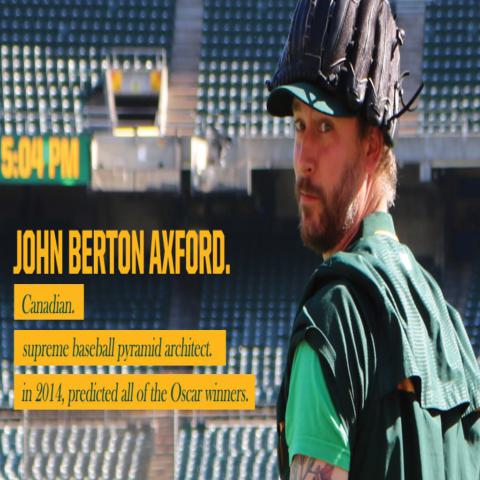 5:04 PM
JOHN BERTON AXFORD.
Canadian.
supreme baseball pyramid architect.
in 2014, predicted all of the Oscar winners.